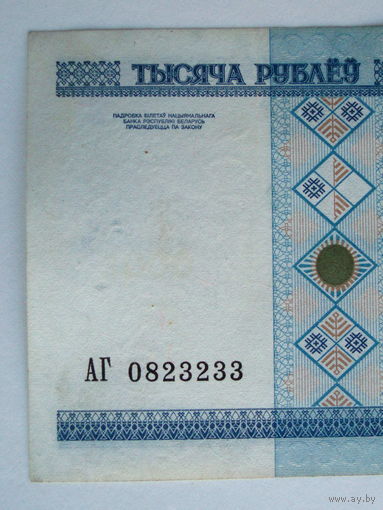 ТЫСЯЧА РУБЛЁЎ
ПАДРОБКА БІЛЕТАЎ НАЦЫЯНАЛЬНАГА
БАНКА РЭСПУБЛІКІ БЕЛАРУСЬ
ПРАСЛЕДУЕЦЦА ПА ЗАКОНУ
АГ 0823233
www.ay.by